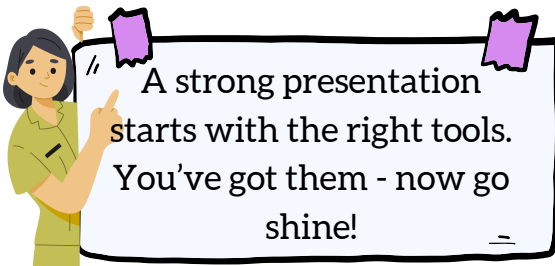 A strong presentation
starts with the right tools.
You’ve got them - now go
shine!